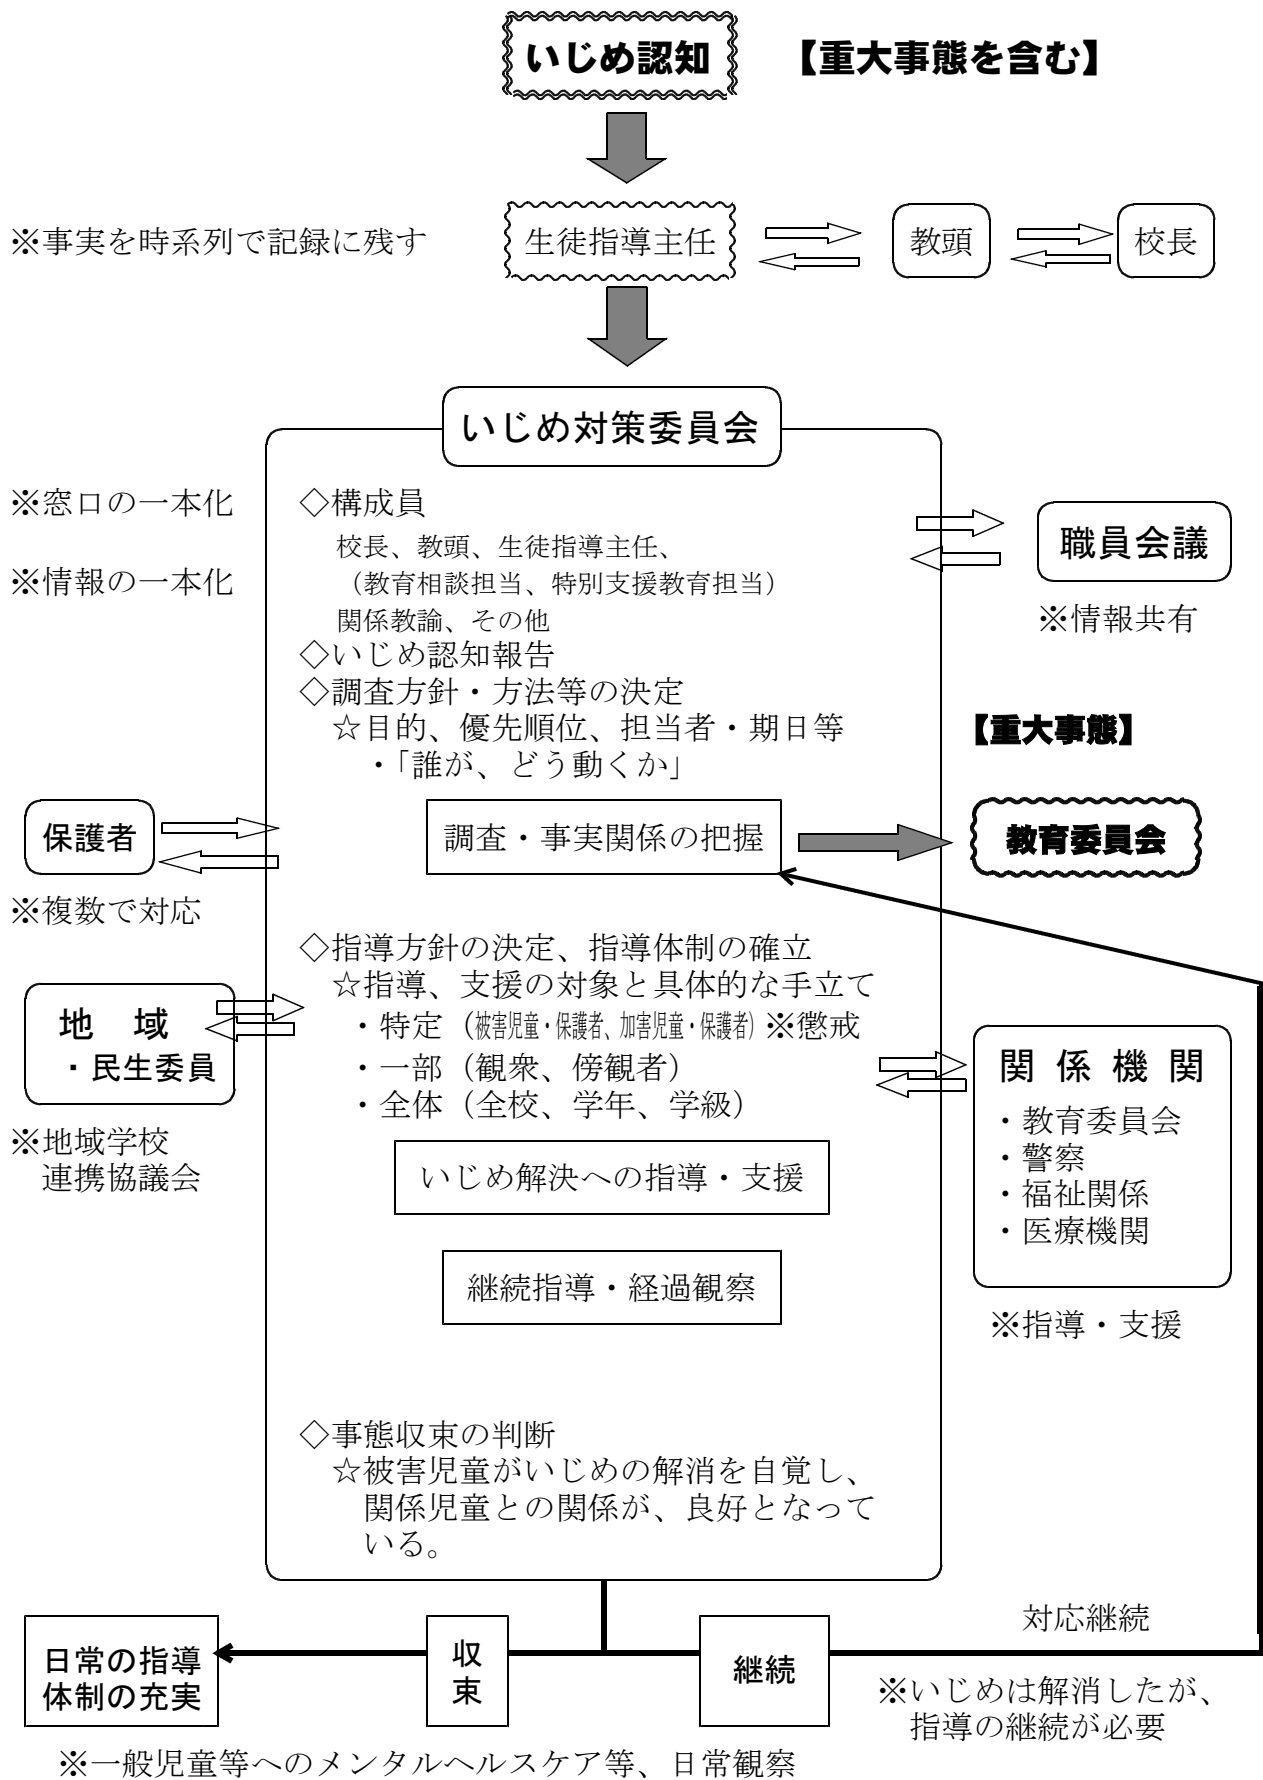 いじめ認知
【重大事態を含む】
※事実を時系列で記録に残す
生徒指導主任
教頭
校長
いじめ対策委員会
※窓口の一本化
※情報の一本化
◇構成員
校長、教頭、生徒指導主任、
(教育相談担当、特別支援教育担当)
関係教諭、その他
◇いじめ認知報告
◇調査方針・方法等の決定
☆目的、優先順位、担当者・期日等
・「誰が、どう動くか」
職員会議
※情報共有
【重大事態】
保護者
※複数で対応
調査・事実関係の把握
教育委員会
◇指導方針の決定、指導体制の確立
☆指導、支援の対象と具体的な手立て
・特定(被害児童・保護者、加害児童・保護者)※懲戒
・一部(観衆、傍観者)
・全体(全校、学年、学級)
地 域
・民生委員
※地域学校
連携協議会
関係機関
・教育委員会
・警察
・福祉関係
・医療機関
※指導・支援
いじめ解決への指導・支援
継続指導・経過観察
◇事態収束の判断
☆被害児童がいじめの解消を自覚し、
関係児童との関係が、良好となって
いる。
日常の指導
体制の充実
収
束
継続
対応継続
※いじめは解消したが、
指導の継続が必要
※一般児童等へのメンタルヘルスケア等、日常観察